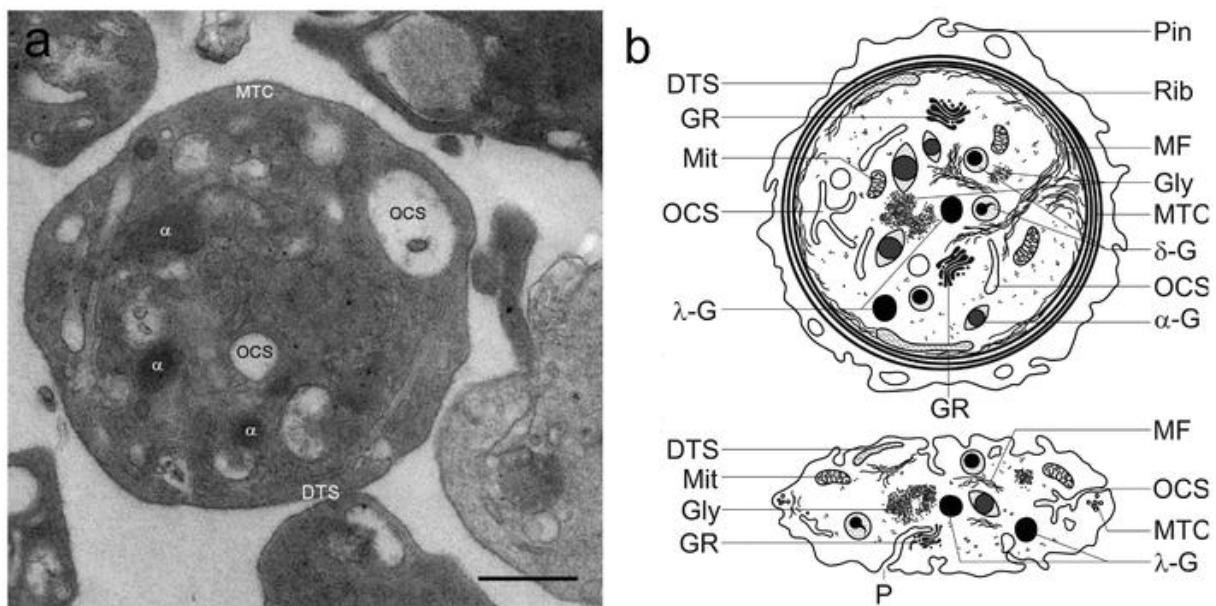 a
MTC
OCS
α
α
OCS
α
DTS
b
Pin
DTS
Rib
GR
MF
Mit
Gly
OCS
MTC
δ-G
OCS
λ-G
α-G
GR
DTS
MF
Mit
OCS
Gly
MTC
GR
λ-G
P